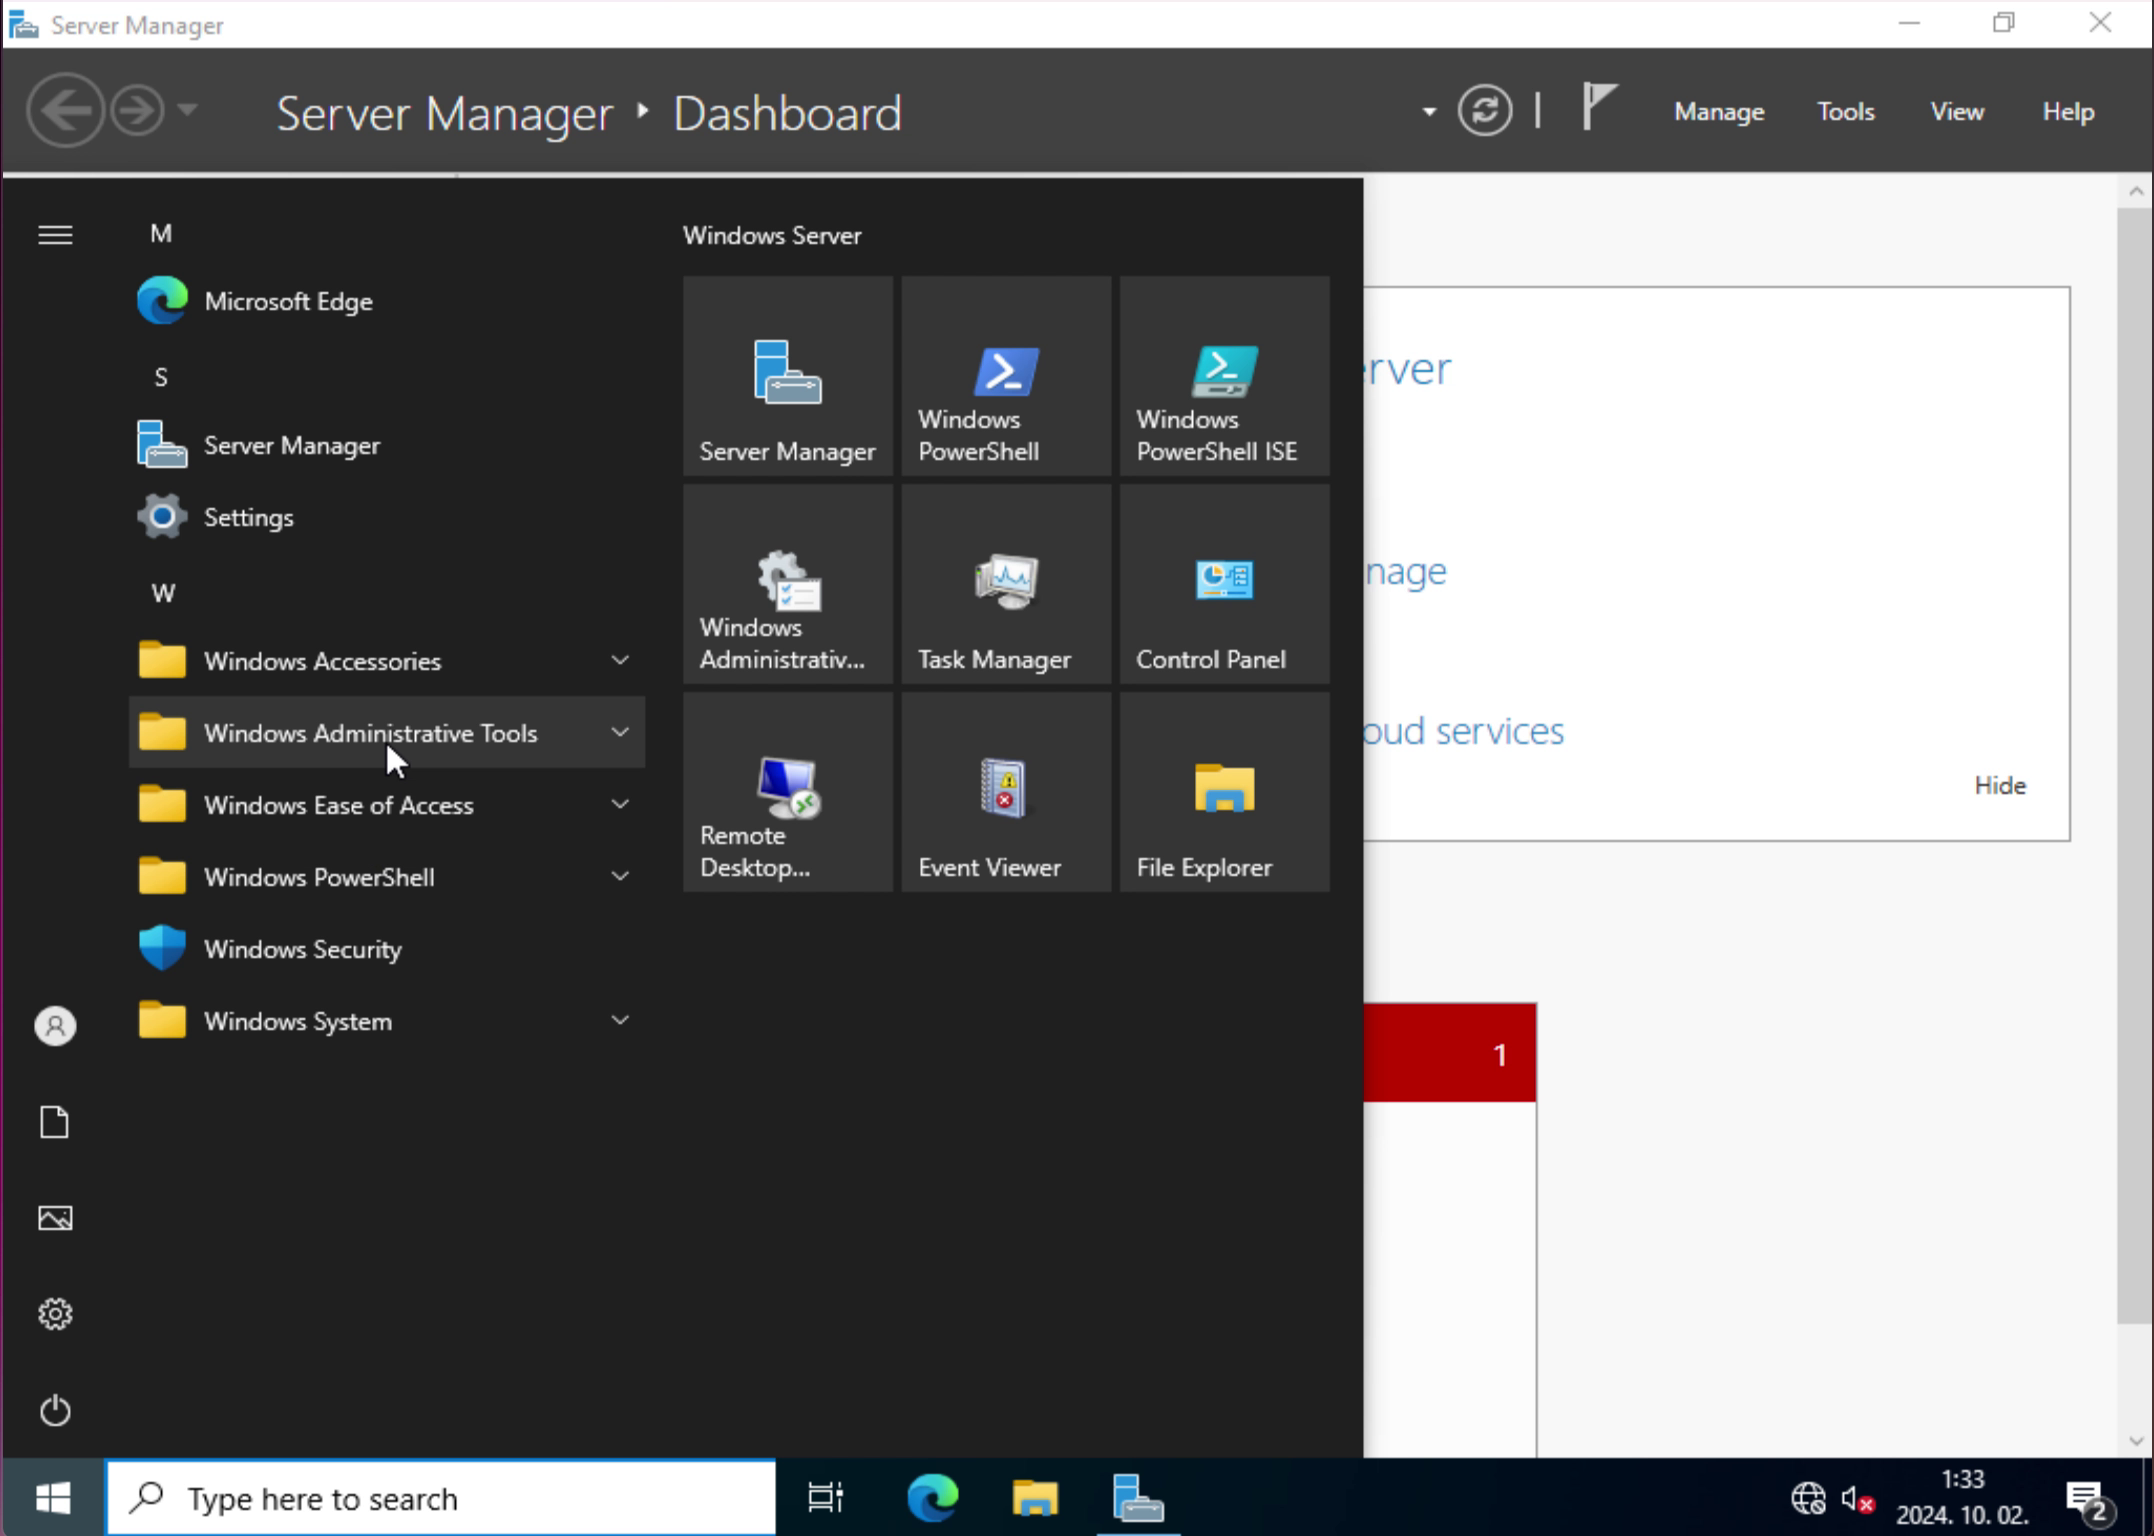 Server Manager
Server Manager ‣ Dashboard
Manage
Tools
View
Help
M
Microsoft Edge
S
Server Manager
Settings
W
Windows Accessories
Windows Administrative Tools
Windows Ease of Access
Windows PowerShell
Windows Security
Windows System
Windows Server
Server Manager
Windows
PowerShell
Windows
PowerShell ISE
Windows
Administrativ...
Task Manager
Control Panel
Remote
Desktop...
Event Viewer
File Explorer
erver
nage
oud services
Hide
1
Type here to search
1:33
2024. 10. 02.
2